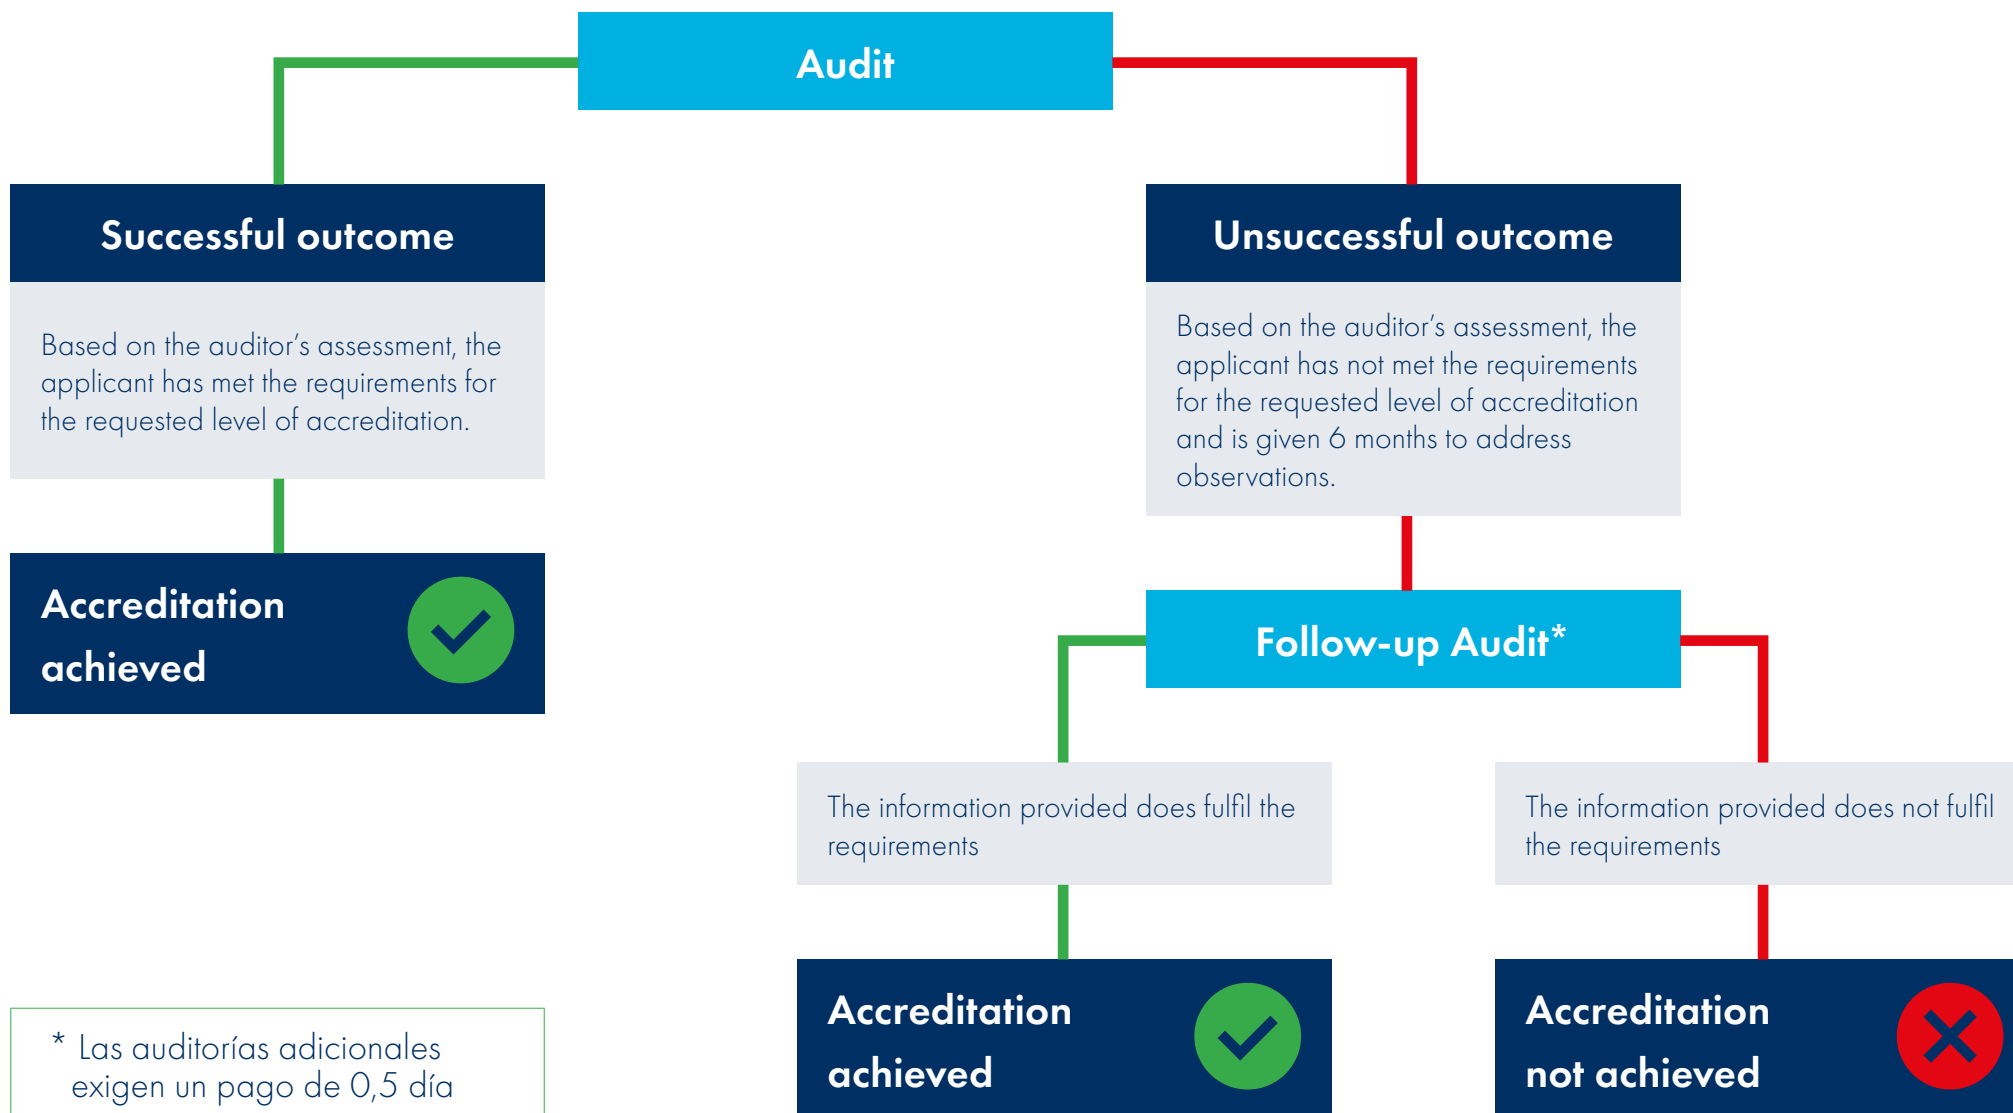 Audit
Successful outcome
Based on the auditor’s assessment, the
applicant has met the requirements for
the requested level of accreditation.
Accreditation
achieved
Unsuccessful outcome
Based on the auditor’s assessment, the
applicant has not met the requirements
for the requested level of accreditation
and is given 6 months to address
observations.
Follow-up Audit*
The information provided does fulfil the
requirements
Accreditation
achieved
The information provided does not fulfil
the requirements
Accreditation
not achieved
* Las auditorías adicionales
exigen un pago de 0,5 día